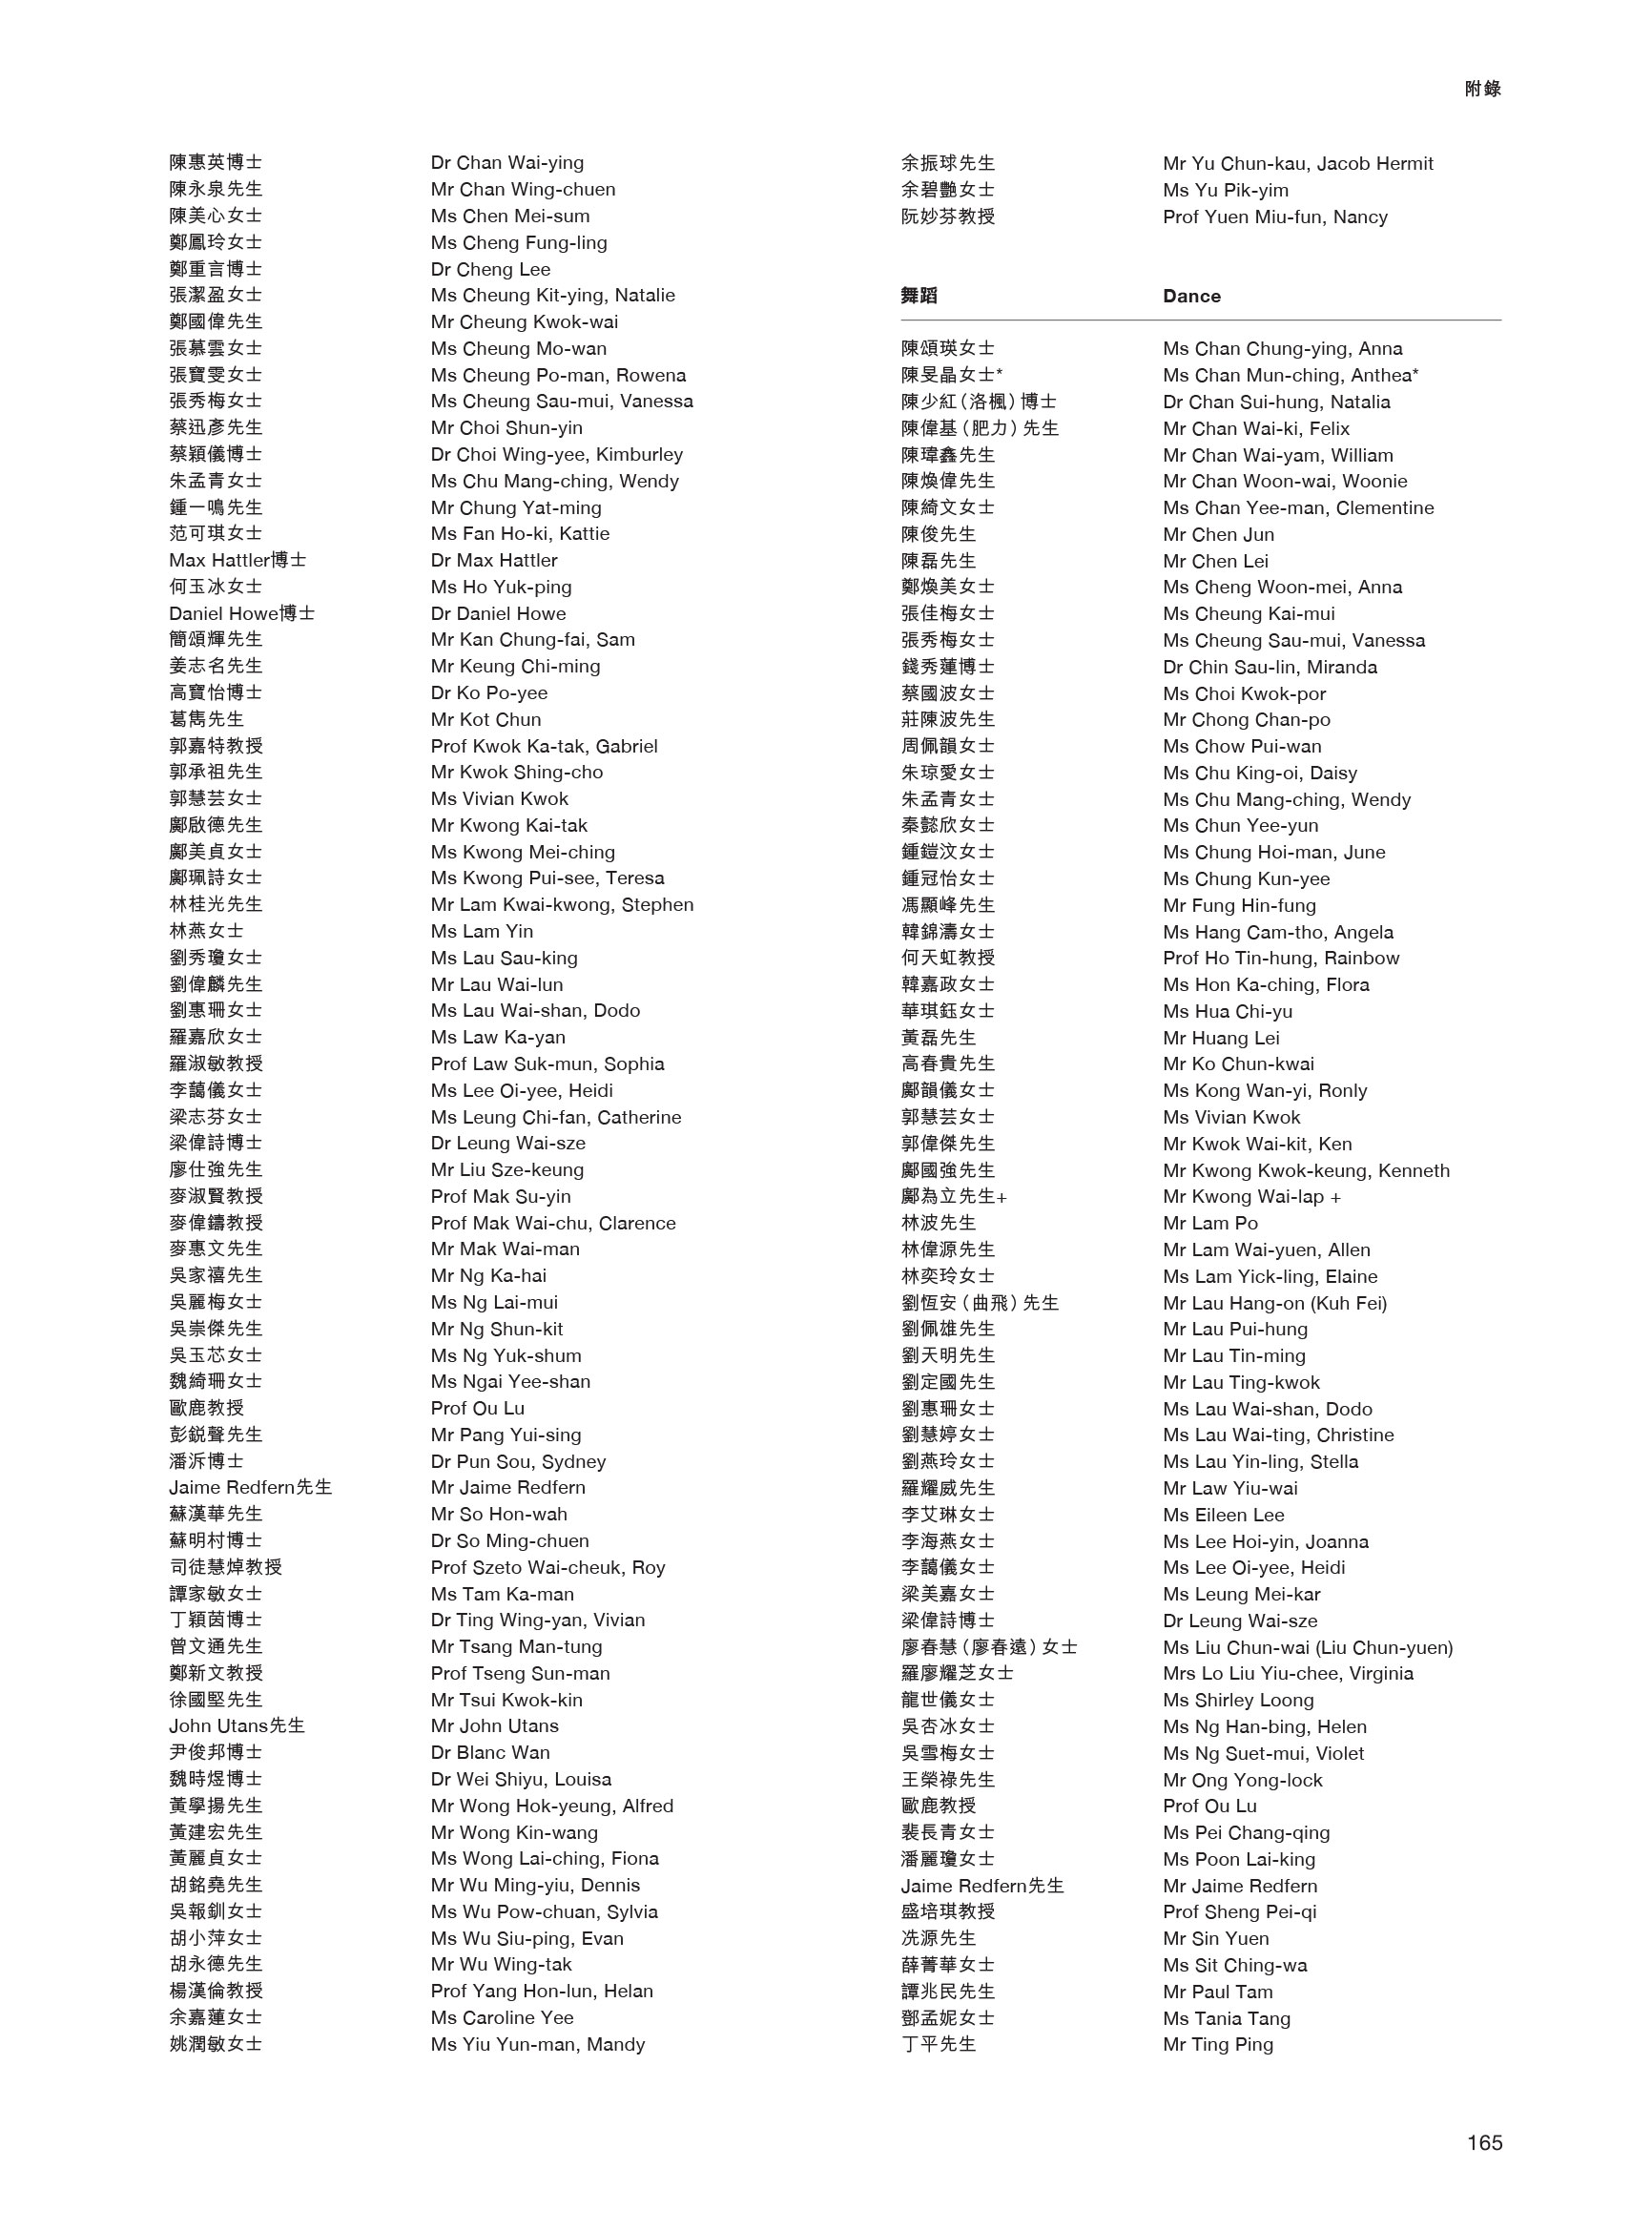 附錄
陳惠英博士 Dr Chan Wai-ying
陳永泉先生 Mr Chan Wing-chuen
陳美心女士 Ms Chen Mei-sum
鄭鳳玲女士 Ms Cheng Fung-ling
鄭重言博士 Dr Cheng Lee
張潔盈女士 Ms Cheung Kit-ying, Natalie
鄭國偉先生 Mr Cheung Kwok-wai
張慕雲女士 Ms Cheung Mo-wan
張寶雯女士 Ms Cheung Po-man, Rowena
張秀梅女士 Ms Cheung Sau-mui, Vanessa
蔡迅彥先生 Mr Choi Shun-yin
蔡穎儀博士 Dr Choi Wing-yee, Kimburley
朱孟青女士 Ms Chu Mang-ching, Wendy
鍾一鳴先生 Mr Chung Yat-ming
范可琪女士 Ms Fan Ho-ki, Kattie
Max Hattler博士 Dr Max Hattler
何玉冰女士 Ms Ho Yuk-ping
Daniel Howe博士 Dr Daniel Howe
簡頌輝先生 Mr Kan Chung-fai, Sam
姜志名先生 Mr Keung Chi-ming
高寶怡博士 Dr Ko Po-yee
葛雋先生 Mr Kot Chun
郭嘉特教授 Prof Kwok Ka-tak, Gabriel
郭承祖先生 Mr Kwok Shing-cho
郭慧芸女士 Ms Vivian Kwok
鄺啟德先生 Mr Kwong Kai-tak
鄺美貞女士 Ms Kwong Mei-ching
鄺珮詩女士 Ms Kwong Pui-see, Teresa
林桂光先生 Mr Lam Kwai-kwong, Stephen
林燕女士 Ms Lam Yin
劉秀瓊女士 Ms Lau Sau-king
劉偉麟先生 Mr Lau Wai-lun
劉惠珊女士 Ms Lau Wai-shan, Dodo
羅嘉欣女士 Ms Law Ka-yan
羅淑敏教授 Prof Law Suk-mun, Sophia
李藹儀女士 Ms Lee Oi-yee, Heidi
梁志芬女士 Ms Leung Chi-fan, Catherine
梁偉詩博士 Dr Leung Wai-sze
廖仕強先生 Mr Liu Sze-keung
麥淑賢教授 Prof Mak Su-yin
麥偉鑄教授 Prof Mak Wai-chu, Clarence
麥惠文先生 Mr Mak Wai-man
吳家禧先生 Mr Ng Ka-hai
吳麗梅女士 Ms Ng Lai-mui
吳崇傑先生 Mr Ng Shun-kit
吳玉芯女士 Ms Ng Yuk-shum
魏綺珊女士 Ms Ngai Yee-shan
歐鹿教授 Prof Ou Lu
彭鋭聲先生 Mr Pang Yui-sing
潘泝博士 Dr Pun Sou, Sydney
Jaime Redfern先生 Mr Jaime Redfern
蘇漢華先生 Mr So Hon-wah
蘇明村博士 Dr So Ming-chuen
司徒慧焯教授 Prof Szeto Wai-cheuk, Roy
譚家敏女士 Ms Tam Ka-man
丁穎茵博士 Dr Ting Wing-yan, Vivian
曾文通先生 Mr Tsang Man-tung
鄭新文教授 Prof Tseng Sun-man
徐國堅先生 Mr Tsui Kwok-kin
John Utans先生 Mr John Utans
尹俊邦博士 Dr Blanc Wan
魏時煜博士 Dr Wei Shiyu, Louisa
黃學揚先生 Mr Wong Hok-yeung, Alfred
黃建宏先生 Mr Wong Kin-wang
黃麗貞女士 Ms Wong Lai-ching, Fiona
胡銘堯先生 Mr Wu Ming-yiu, Dennis
吳報釧女士 Ms Wu Pow-chuan, Sylvia
胡小萍女士 Ms Wu Siu-ping, Evan
胡永德先生 Mr Wu Wing-tak
楊漢倫教授 Prof Yang Hon-lun, Helan
余嘉蓮女士 Ms Caroline Yee
姚潤敏女士 Ms Yiu Yun-man, Mandy
余振球先生 Mr Yu Chun-kau, Jacob Hermit
余碧艷女士 Ms Yu Pik-yim
阮妙芬教授 Prof Yuen Miu-fun, Nancy
舞蹈 Dance
陳頌瑛女士 Ms Chan Chung-ying, Anna
陳旻晶女士* Ms Chan Mun-ching, Anthea*
陳少紅（洛楓）博士 Dr Chan Sui-hung, Natalia
陳偉基（肥力）先生 Mr Chan Wai-ki, Felix
陳瑋鑫先生 Mr Chan Wai-yam, William
陳煥偉先生 Mr Chan Woon-wai, Woonie
陳綺文女士 Ms Chan Yee-man, Clementine
陳俊先生 Mr Chen Jun
陳磊先生 Mr Chen Lei
鄭煥美女士 Ms Cheng Woon-mei, Anna
張佳梅女士 Ms Cheung Kai-mui
張秀梅女士 Ms Cheung Sau-mui, Vanessa
錢秀蓮博士 Dr Chin Sau-lin, Miranda
蔡國波女士 Ms Choi Kwok-por
莊陳波先生 Mr Chong Chan-po
周佩韻女士 Ms Chow Pui-wan
朱琼愛女士 Ms Chu King-oi, Daisy
朱孟青女士 Ms Chu Mang-ching, Wendy
秦懿欣女士 Ms Chun Yee-yun
鍾鎧汶女士 Ms Chung Hoi-man, June
鍾冠怡女士 Ms Chung Kun-yee
馮顯峰先生 Mr Fung Hin-fung
韓錦濤女士 Ms Hang Cam-tho, Angela
何天虹教授 Prof Ho Tin-hung, Rainbow
韓嘉政女士 Ms Hon Ka-ching, Flora
華琪鈺女士 Ms Hua Chi-yu
黃磊先生 Mr Huang Lei
高春貴先生 Mr Ko Chun-kwai
鄺韻儀女士 Ms Kong Wan-yi, Ronly
郭慧芸女士 Ms Vivian Kwok
郭偉傑先生 Mr Kwok Wai-kit, Ken
鄺國強先生 Mr Kwong Kwok-keung, Kenneth
鄺為立先生+ Mr Kwong Wai-lap +
林波先生 Mr Lam Po
林偉源先生 Mr Lam Wai-yuen, Allen
林奕玲女士 Ms Lam Yick-ling, Elaine
劉恆安（曲飛）先生 Mr Lau Hang-on (Kuh Fei)
劉佩雄先生 Mr Lau Pui-hung
劉天明先生 Mr Lau Tin-ming
劉定國先生 Mr Lau Ting-kwok
劉惠珊女士 Ms Lau Wai-shan, Dodo
劉慧婷女士 Ms Lau Wai-ting, Christine
劉燕玲女士 Ms Lau Yin-ling, Stella
羅耀威先生 Mr Law Yiu-wai
李艾琳女士 Ms Eileen Lee
李海燕女士 Ms Lee Hoi-yin, Joanna
李藹儀女士 Ms Lee Oi-yee, Heidi
梁美嘉女士 Ms Leung Mei-kar
梁偉詩博士 Dr Leung Wai-sze
廖春慧（廖春遠）女士 Ms Liu Chun-wai (Liu Chun-yuen)
羅廖耀芝女士 Mrs Lo Liu Yiu-chee, Virginia
龍世儀女士 Ms Shirley Loong
吳杏冰女士 Ms Ng Han-bing, Helen
吳雪梅女士 Ms Ng Suet-mui, Violet
王榮祿先生 Mr Ong Yong-lock
歐鹿教授 Prof Ou Lu
裴長青女士 Ms Pei Chang-qing
潘麗瓊女士 Ms Poon Lai-king
Jaime Redfern先生 Mr Jaime Redfern
盛培琪教授 Prof Sheng Pei-qi
冼源先生 Mr Sin Yuen
薛菁華女士 Ms Sit Ching-wa
譚兆民先生 Mr Paul Tam
鄧孟妮女士 Ms Tania Tang
丁平先生 Mr Ting Ping
165